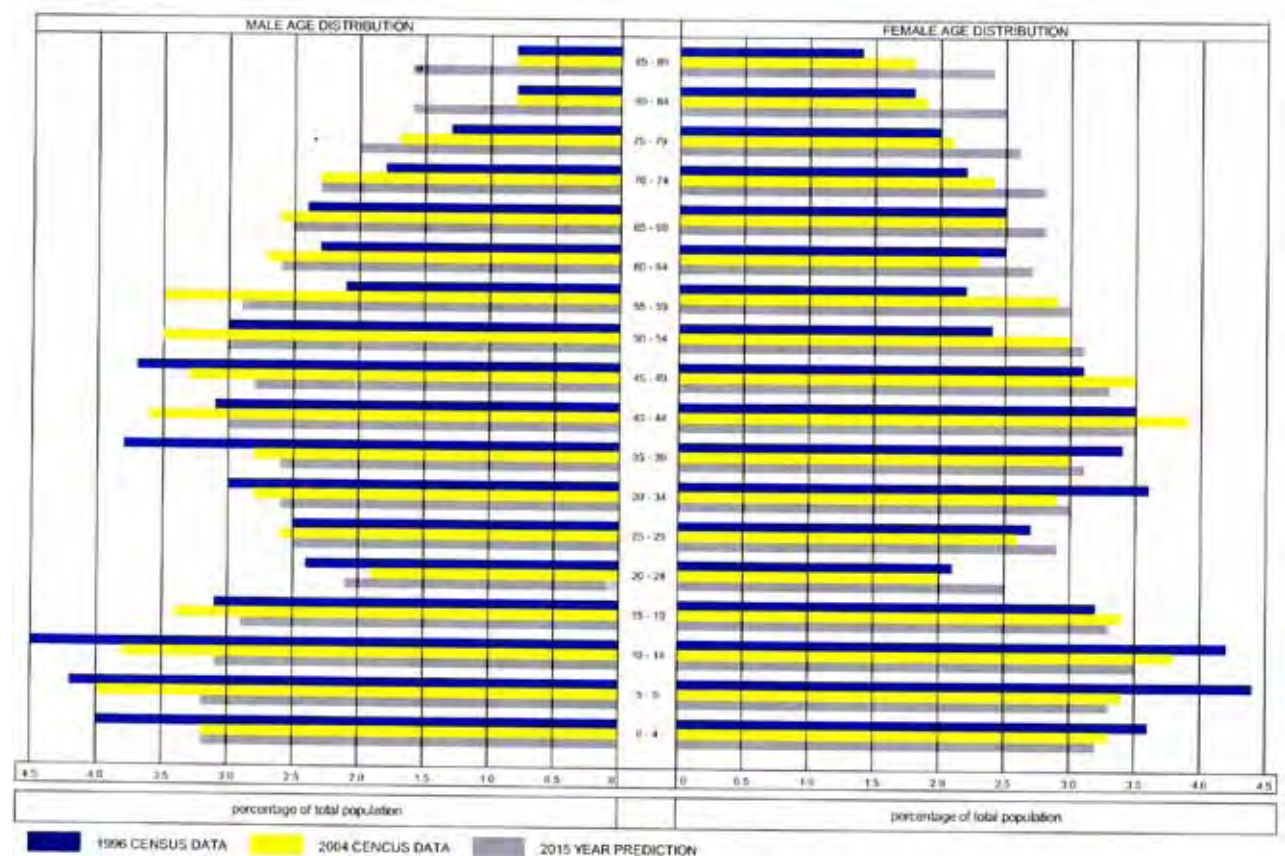 MALE AGE DISTRIBUTION
FEMALE AGE DISTRIBUTION
85 - 89
80 - 84
75 - 79
70 - 74
65 - 69
60 - 64
55 - 59
50 - 54
45 - 49
40 - 44
35 - 39
30 - 34
25 - 29
20 - 24
15 - 19
10 - 14
5 - 9
0 - 4
4.5 4.0 3.5 3.0 2.5 2.0 1.5 1.0 0.5 0
0 0.5 1.0 1.5 2.0 2.5 3.0 3.5 4.0 4.5
percentage of total population
percentage of total population
1996 CENSUS DATA
2004 CENCUS DATA
2015 YEAR PREDICTION